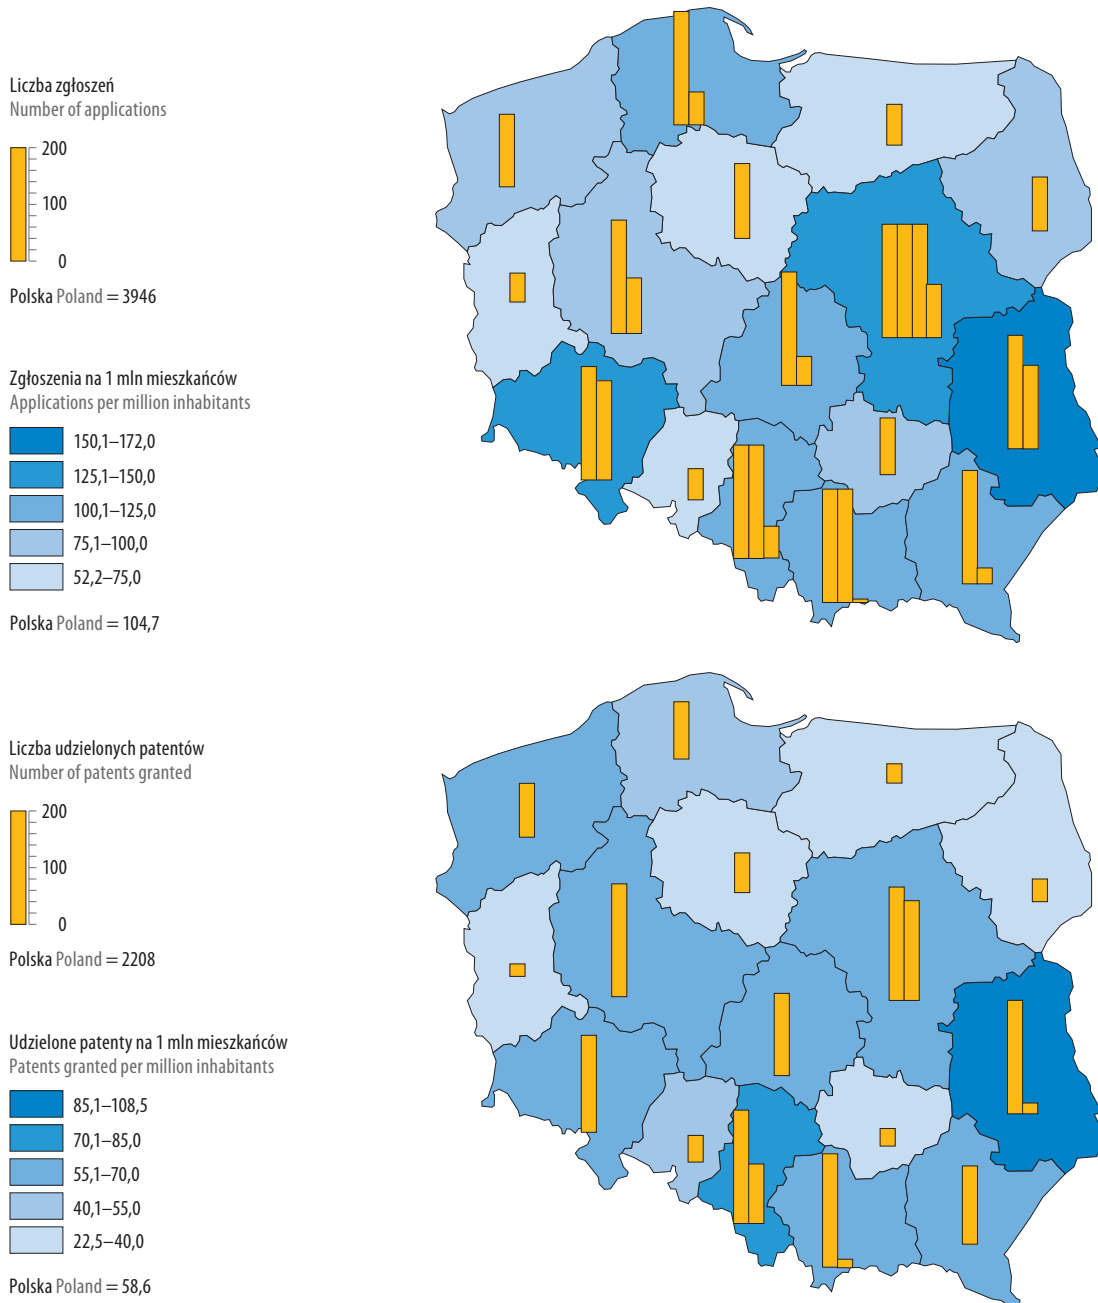 Liczba zgłoszeń
Number of applications
200
100
0
Polska Poland = 3946
Zgłoszenia na 1 mln mieszkańców
Applications per million inhabitants
150,1–172,0
125,1–150,0
100,1–125,0
75,1–100,0
52,2–75,0
Polska Poland = 104,7
Liczba udzielonych patentów
Number of patents granted
200
100
0
Polska Poland = 2208
Udzielone patenty na 1 mln mieszkańców
Patents granted per million inhabitants
85,1–108,5
70,1–85,0
55,1–70,0
40,1–55,0
22,5–40,0
Polska Poland = 58,6